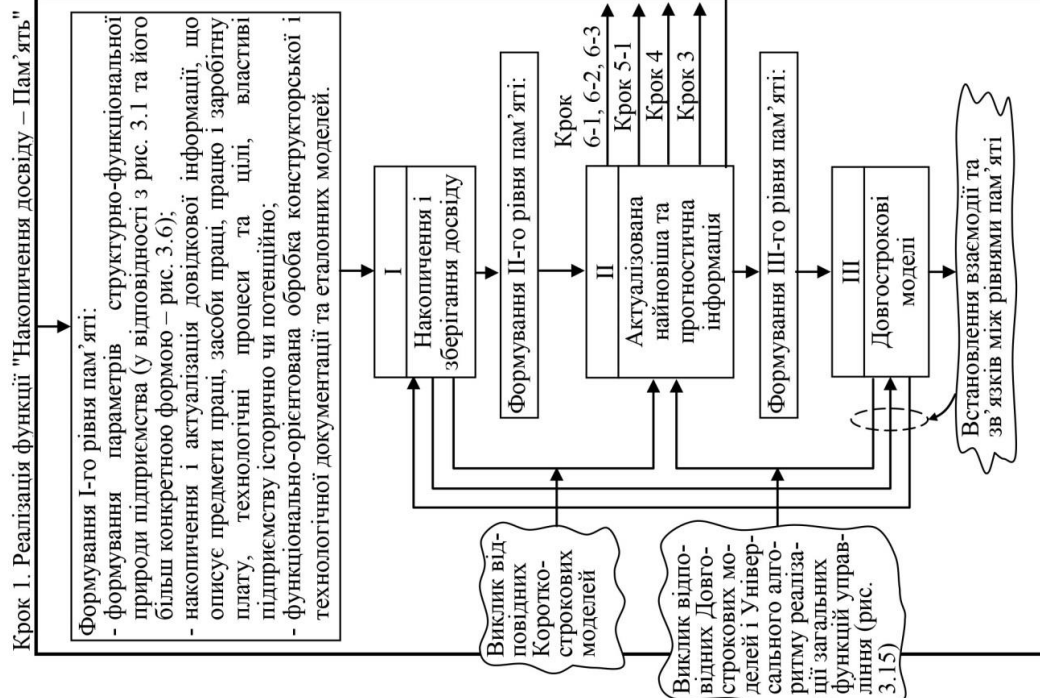 Крок 1. Реалізація функції "Накопичення досвіду – Пам'ять"
Формування І-го рівня пам'яті:
- формування параметрів структурно-функціональної
природи підприємства (у відповідності з рис. 3.1 та його
більш конкретною формою – рис. 3.6);
- накопичення і актуалізація довідкової інформації, що
описує предмети праці, засоби праці, працю і заробітну
плату, технологічні процеси та цілі, властиві
підприємству історично чи потенційно;
- функціонально-орієнтована обробка конструкторської і
технологічної документації та еталонних моделей.
І
Накопичення і
зберігання досвіду
Формування ІІ-го рівня пам'яті:
ІІ
Актуалізована
найновіша та
прогностична
інформація
Крок
6-1, 6-2, 6-3
Крок 5-1
Крок 4
Крок 3
Формування ІІІ-го рівня пам'яті:
ІІІ
Довгострокові
моделі
Встановлення взаємодії та
зв'язків між рівнями пам'яті
Виклик від-
повідних
Коротко-
строкових
моделей
Виклик відпо-
відних Довго-
строкових мо-
делей і Універ-
сального алго-
ритму реаліза-
ції загальних
функцій управ-
ління (рис.
3.15)